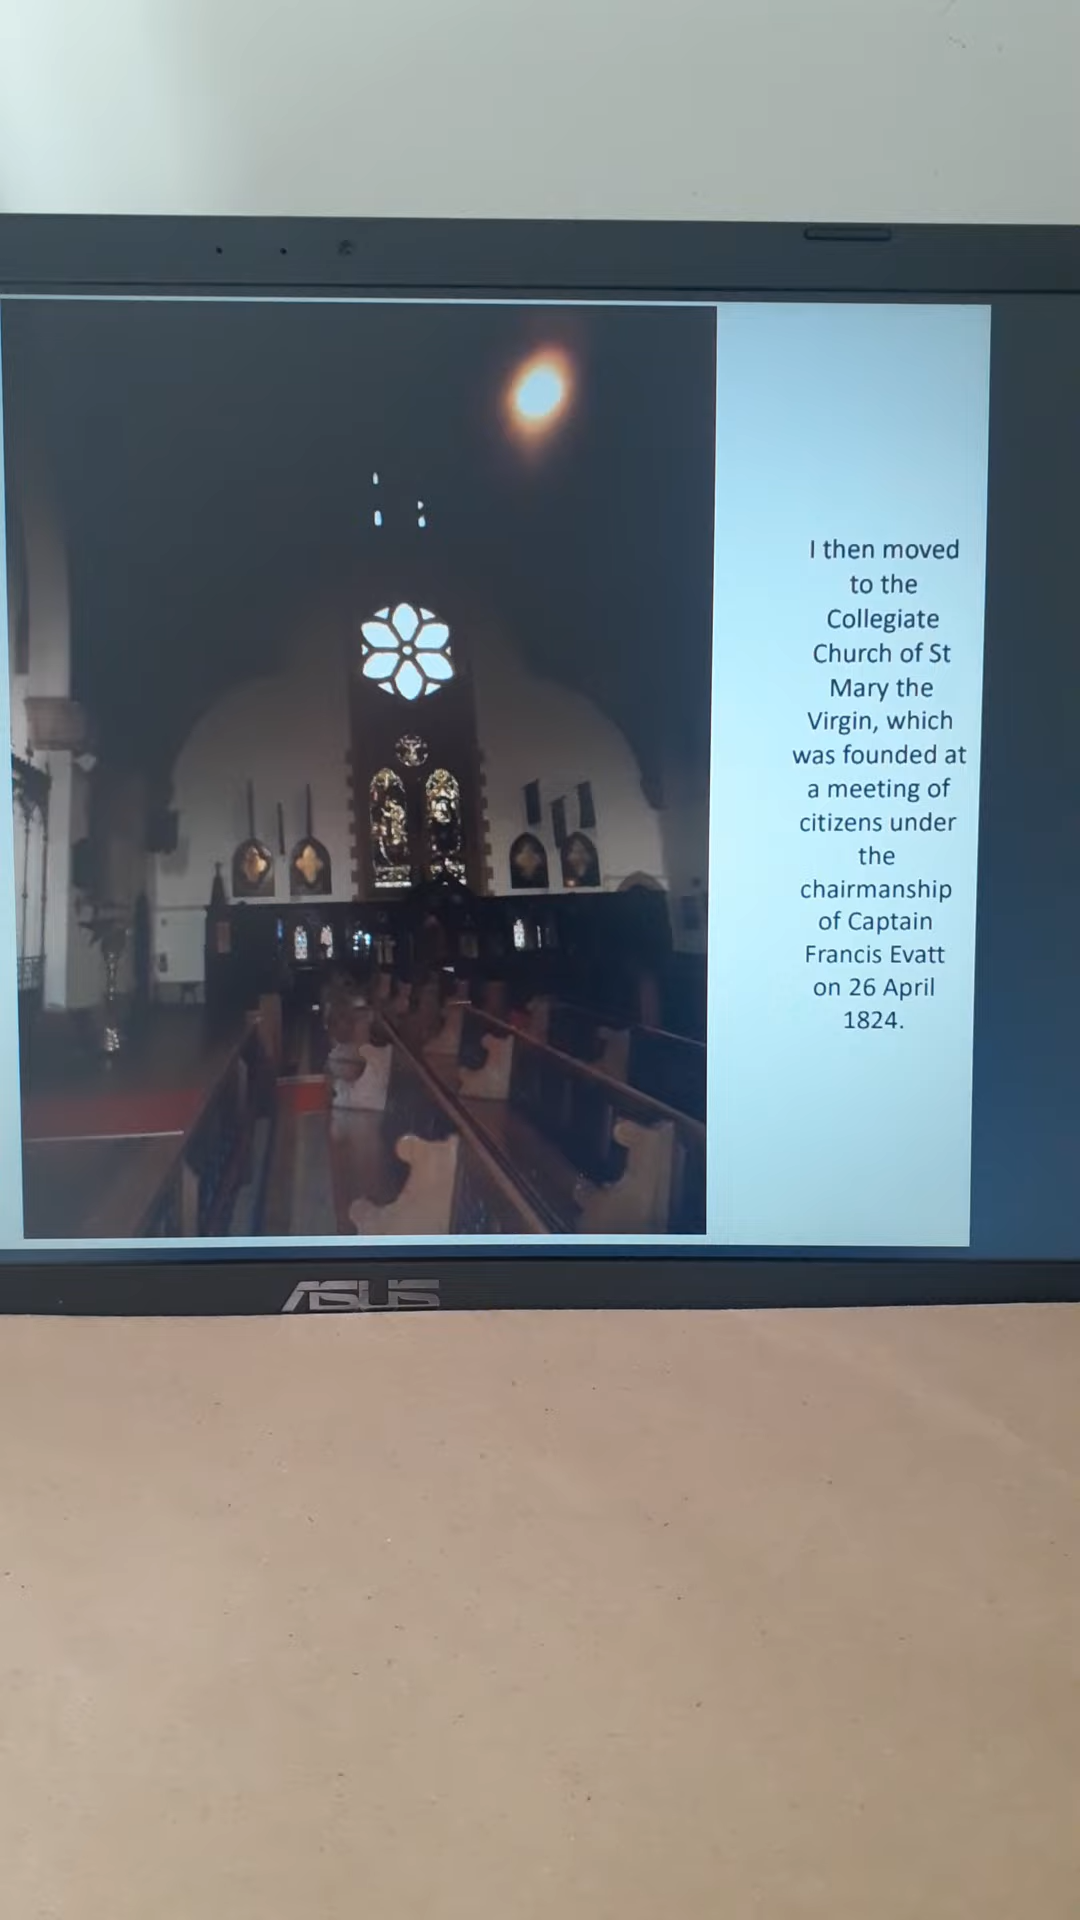 I then moved
to the
Collegiate
Church of St
Mary the
Virgin, which
was founded at
a meeting of
citizens under
the
chairmanship
of Captain
Francis Evatt
on 26 April
1824.
ASUS